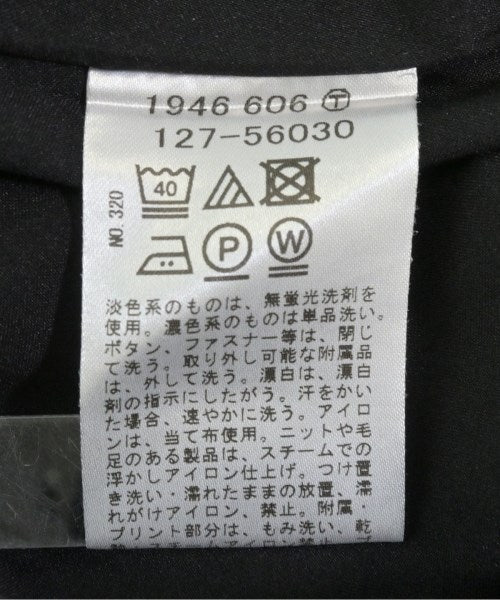 1946 606 Ⓣ
127-56030
40
NO.320
P W
淡色系のものは、無蛍光洗剤を
使用。濃色系のものは単品洗い。
ボタン、ファスナー等は、閉じ
て洗う。取り外し可能な附属品
は、外して洗う。漂白は、漂白
剤の指示にしたがう。汗をかい
た場合、速やかに洗う。アイロ
ンは、当て布使用。ニットや毛
足のある製品は、スチームでの
浮かしアイロン仕上げ。つけ置
き洗い・濡れたままの放置、濡
れがけアイロン、禁止。附属・
プリント部分は、もみ洗い、乾